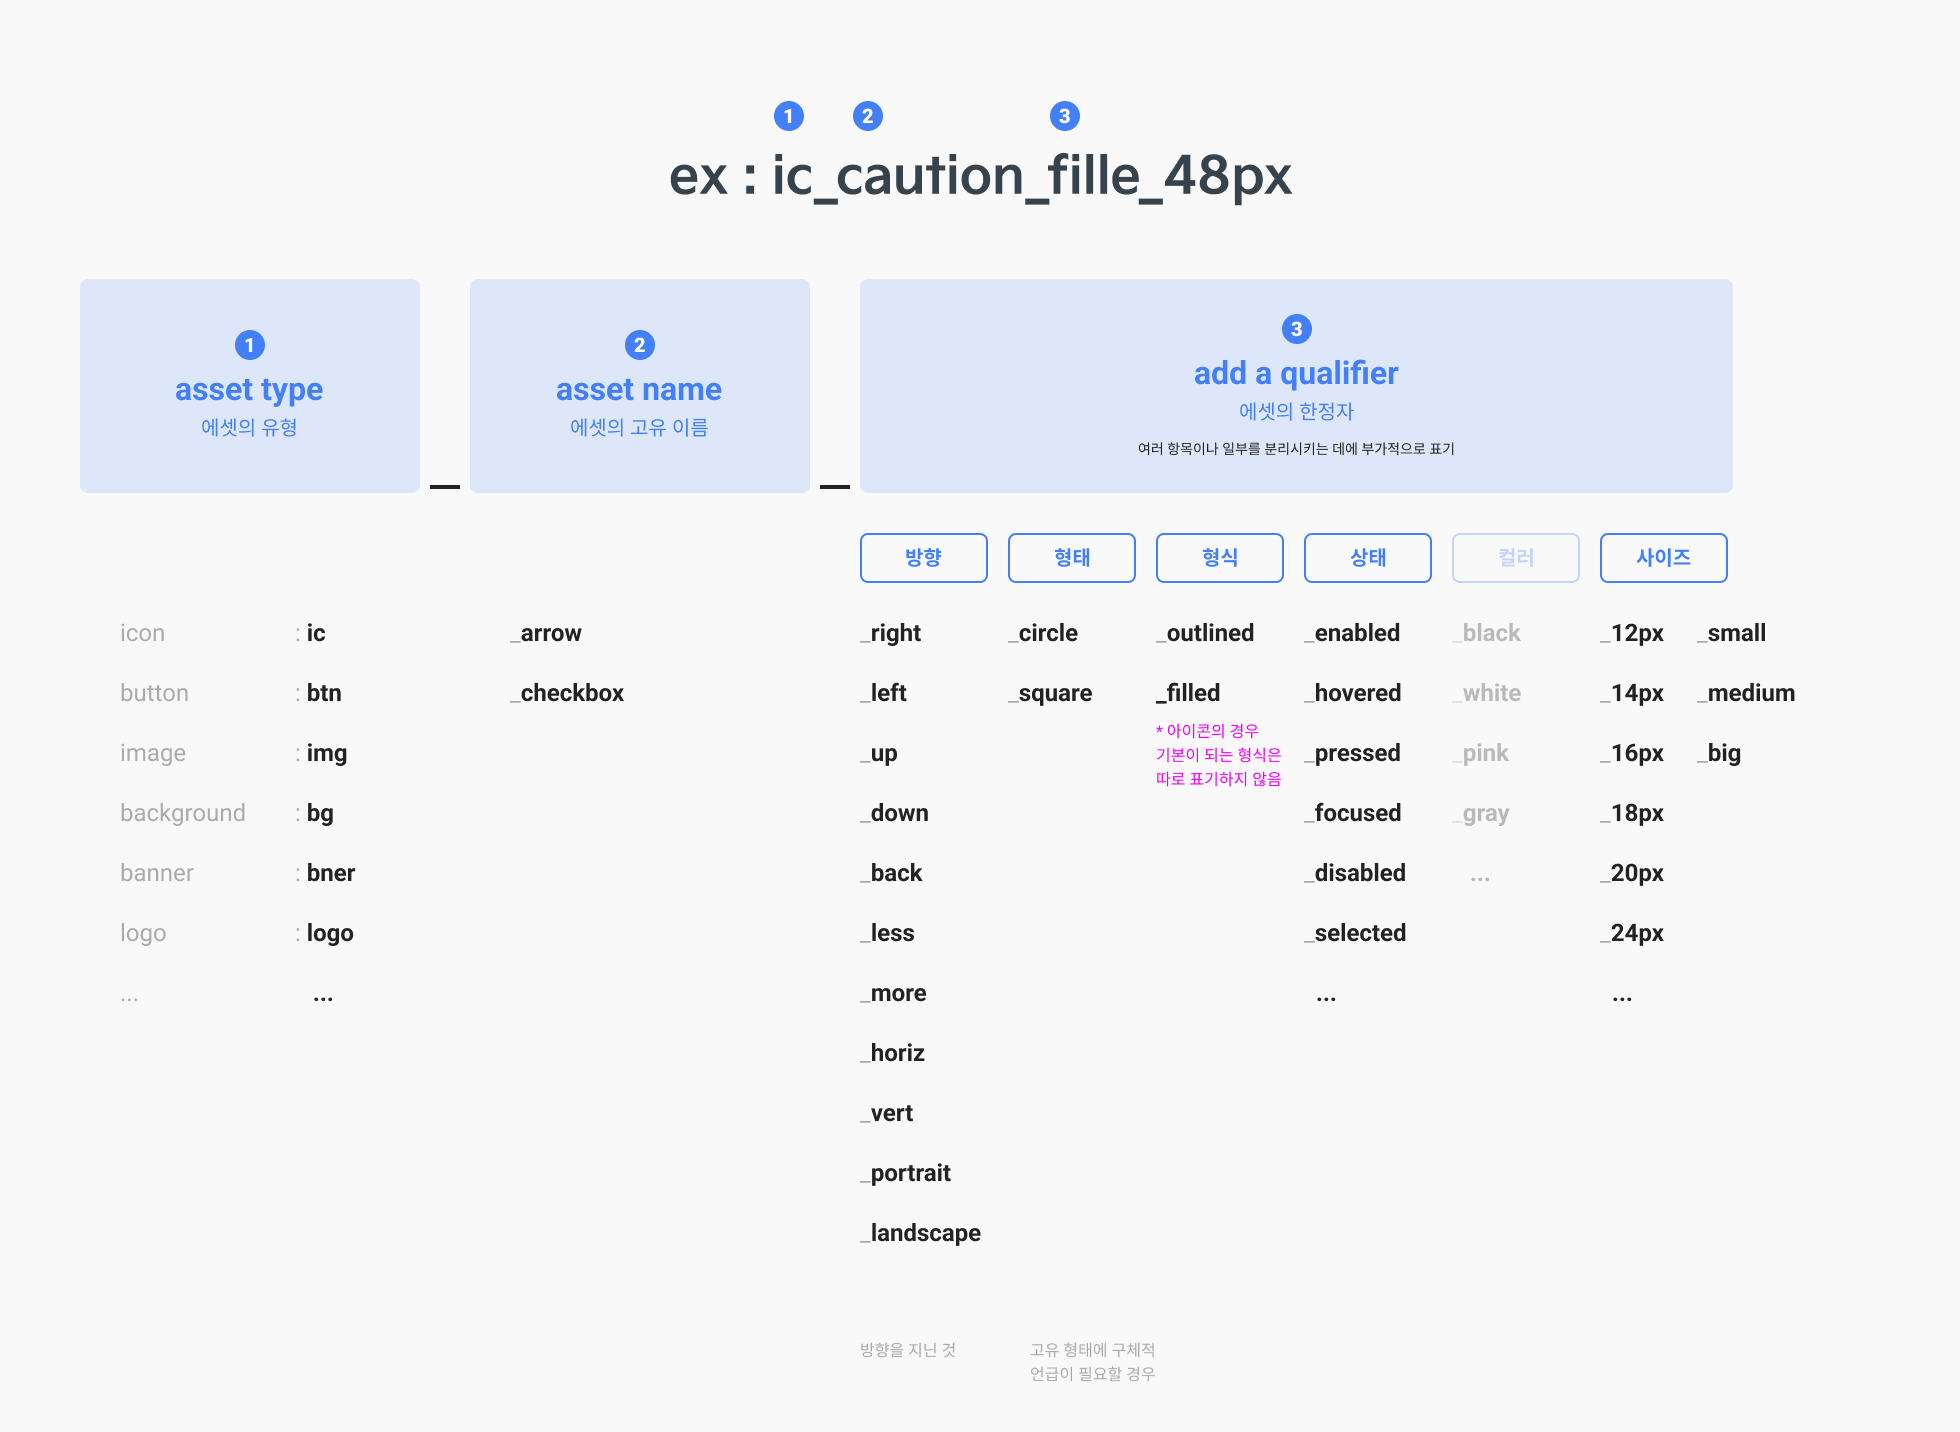 1 2 3
ex : ic_caution_fille_48px
1
asset type
에셋의 유형
_
2
asset name
에셋의 고유 이름
_
3
add a qualifier
에셋의 한정자
여러 항목이나 일부를 분리시키는 데에 부가적으로 표기
방향 형태 형식 상태 컬러 사이즈
icon : ic _arrow _right _circle _outlined _enabled _black _12px _small
button : btn _checkbox _left _square _filled _hovered _white _14px _medium
* 아이콘의 경우
기본이 되는 형식은
따로 표기하지 않음
image : img _up _pressed _pink _16px _big
background : bg _down _focused _gray _18px
banner : bner _back _disabled ... _20px
logo : logo _less _selected _24px
... ... _more ... ...
_horiz
_vert
_portrait
_landscape
방향을 지닌 것
고유 형태에 구체적
언급이 필요할 경우